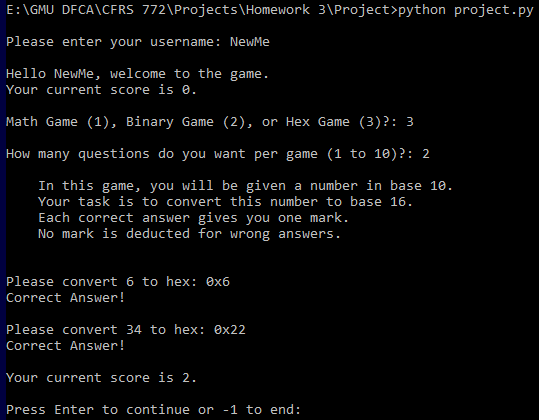 E:\GMU DFCA\CFRS 772\Projects\Homework 3\Project>python project.py
Please enter your username: NewMe
Hello NewMe, welcome to the game.
Your current score is 0.
Math Game (1), Binary Game (2), or Hex Game (3)?: 3
How many questions do you want per game (1 to 10)?: 2
In this game, you will be given a number in base 10.
Your task is to convert this number to base 16.
Each correct answer gives you one mark.
No mark is deducted for wrong answers.
Please convert 6 to hex: 0x6
Correct Answer!
Please convert 34 to hex: 0x22
Correct Answer!
Your current score is 2.
Press Enter to continue or -1 to end: